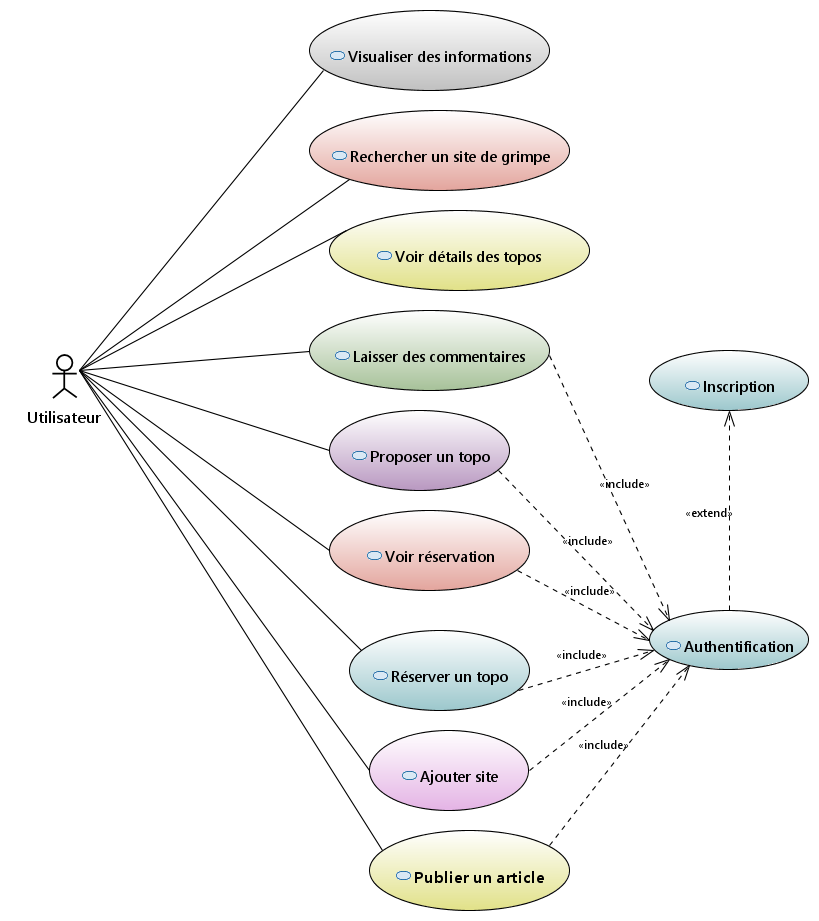 Visualiser des informations
Rechercher un site de grimpe
Voir détails des topos
Laisser des commentaires
Inscription
Utilisateur
Proposer un topo
«include»
«extend»
«include»
Voir réservation
«include»
Authentification
«include»
Réserver un topo
«include»
«include»
Ajouter site
Publier un article